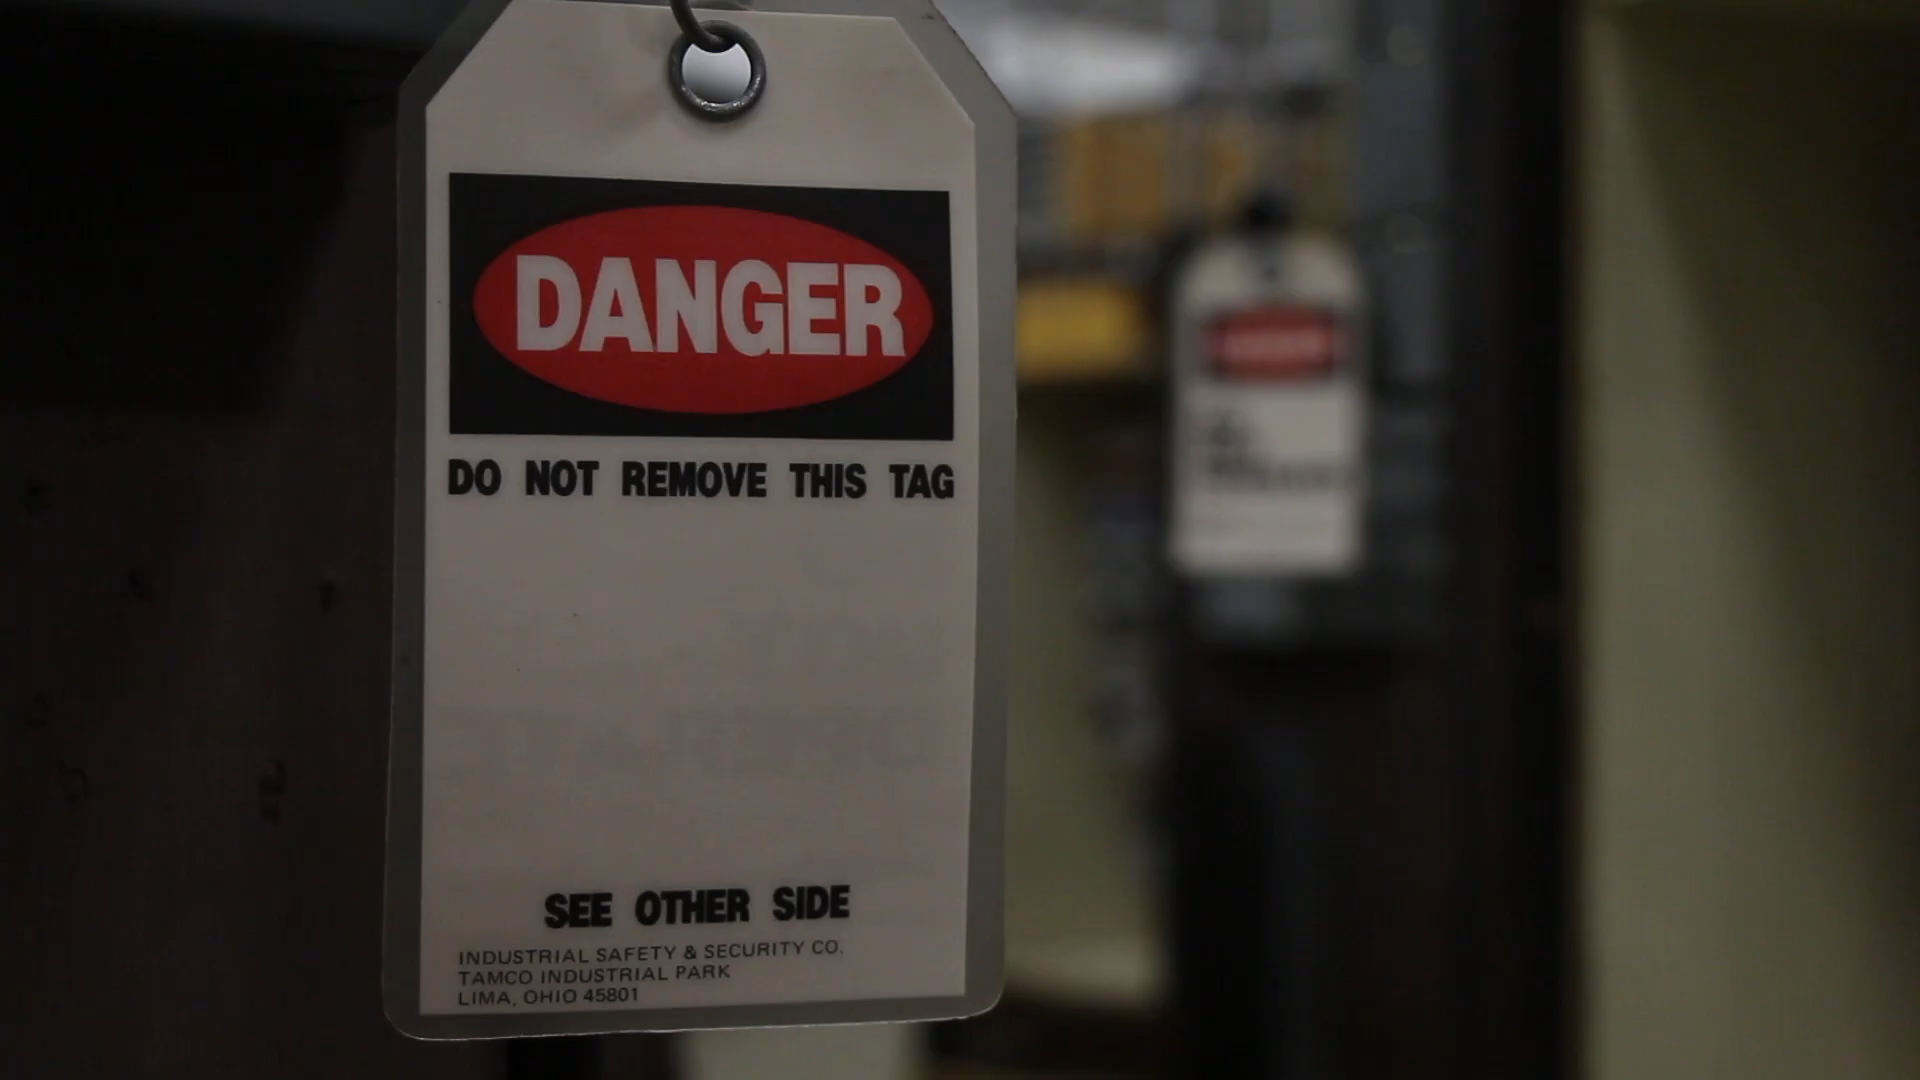 DANGER
DO NOT REMOVE THIS TAG
SEE OTHER SIDE
INDUSTRIAL SAFETY & SECURITY CO.
TAMCO INDUSTRIAL PARK
LIMA, OHIO 45801